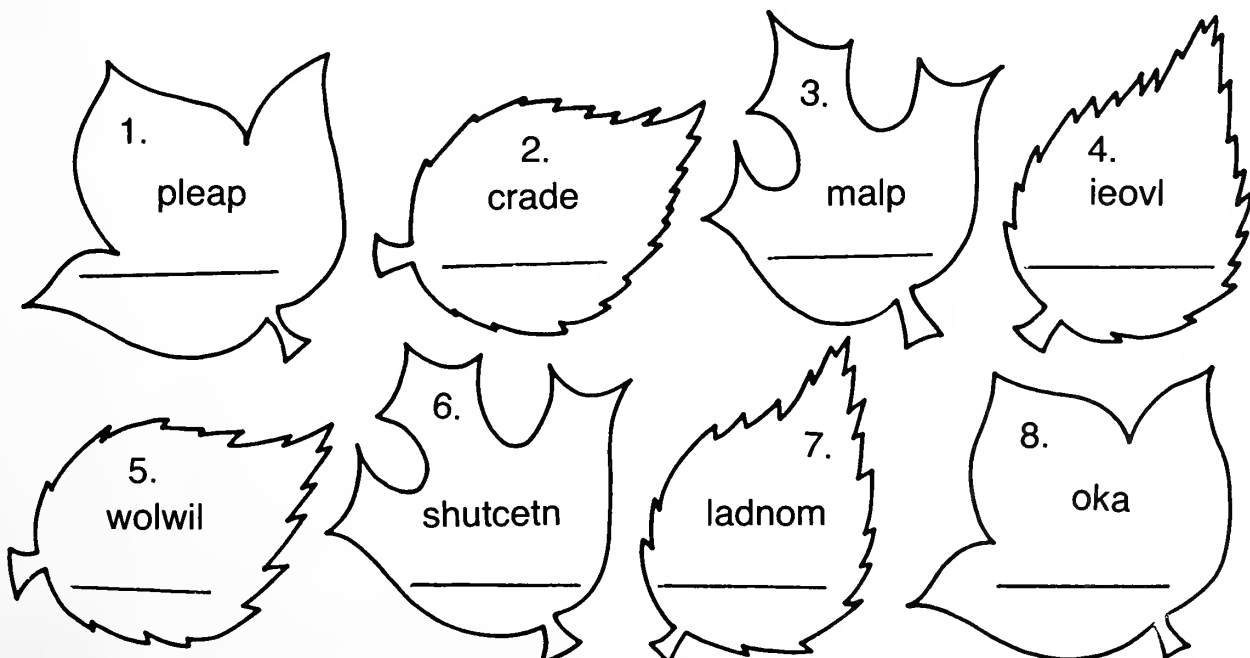 1.
pleap
2.
crade
3.
malp
4.
ieovl
5.
wolwil
6.
shutcetn
7.
ladnom
8.
oka